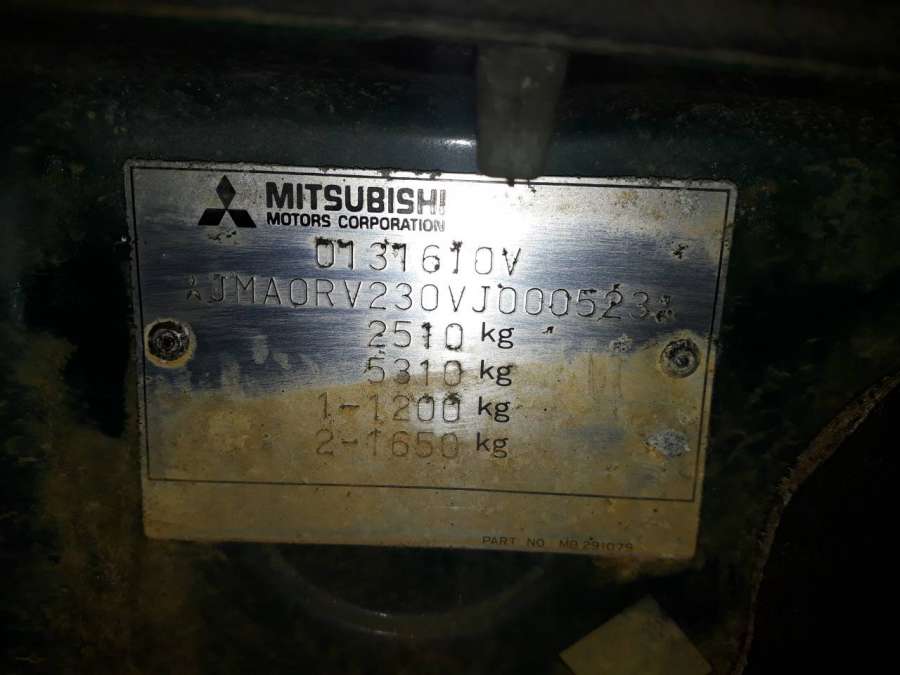 MITSUBISHI
MOTORS CORPORATION
0131610V
*JMA0RV230VJ000523*
2510 kg
5310 kg
1-1200 kg
2-1650 kg
PART NO MB 291079